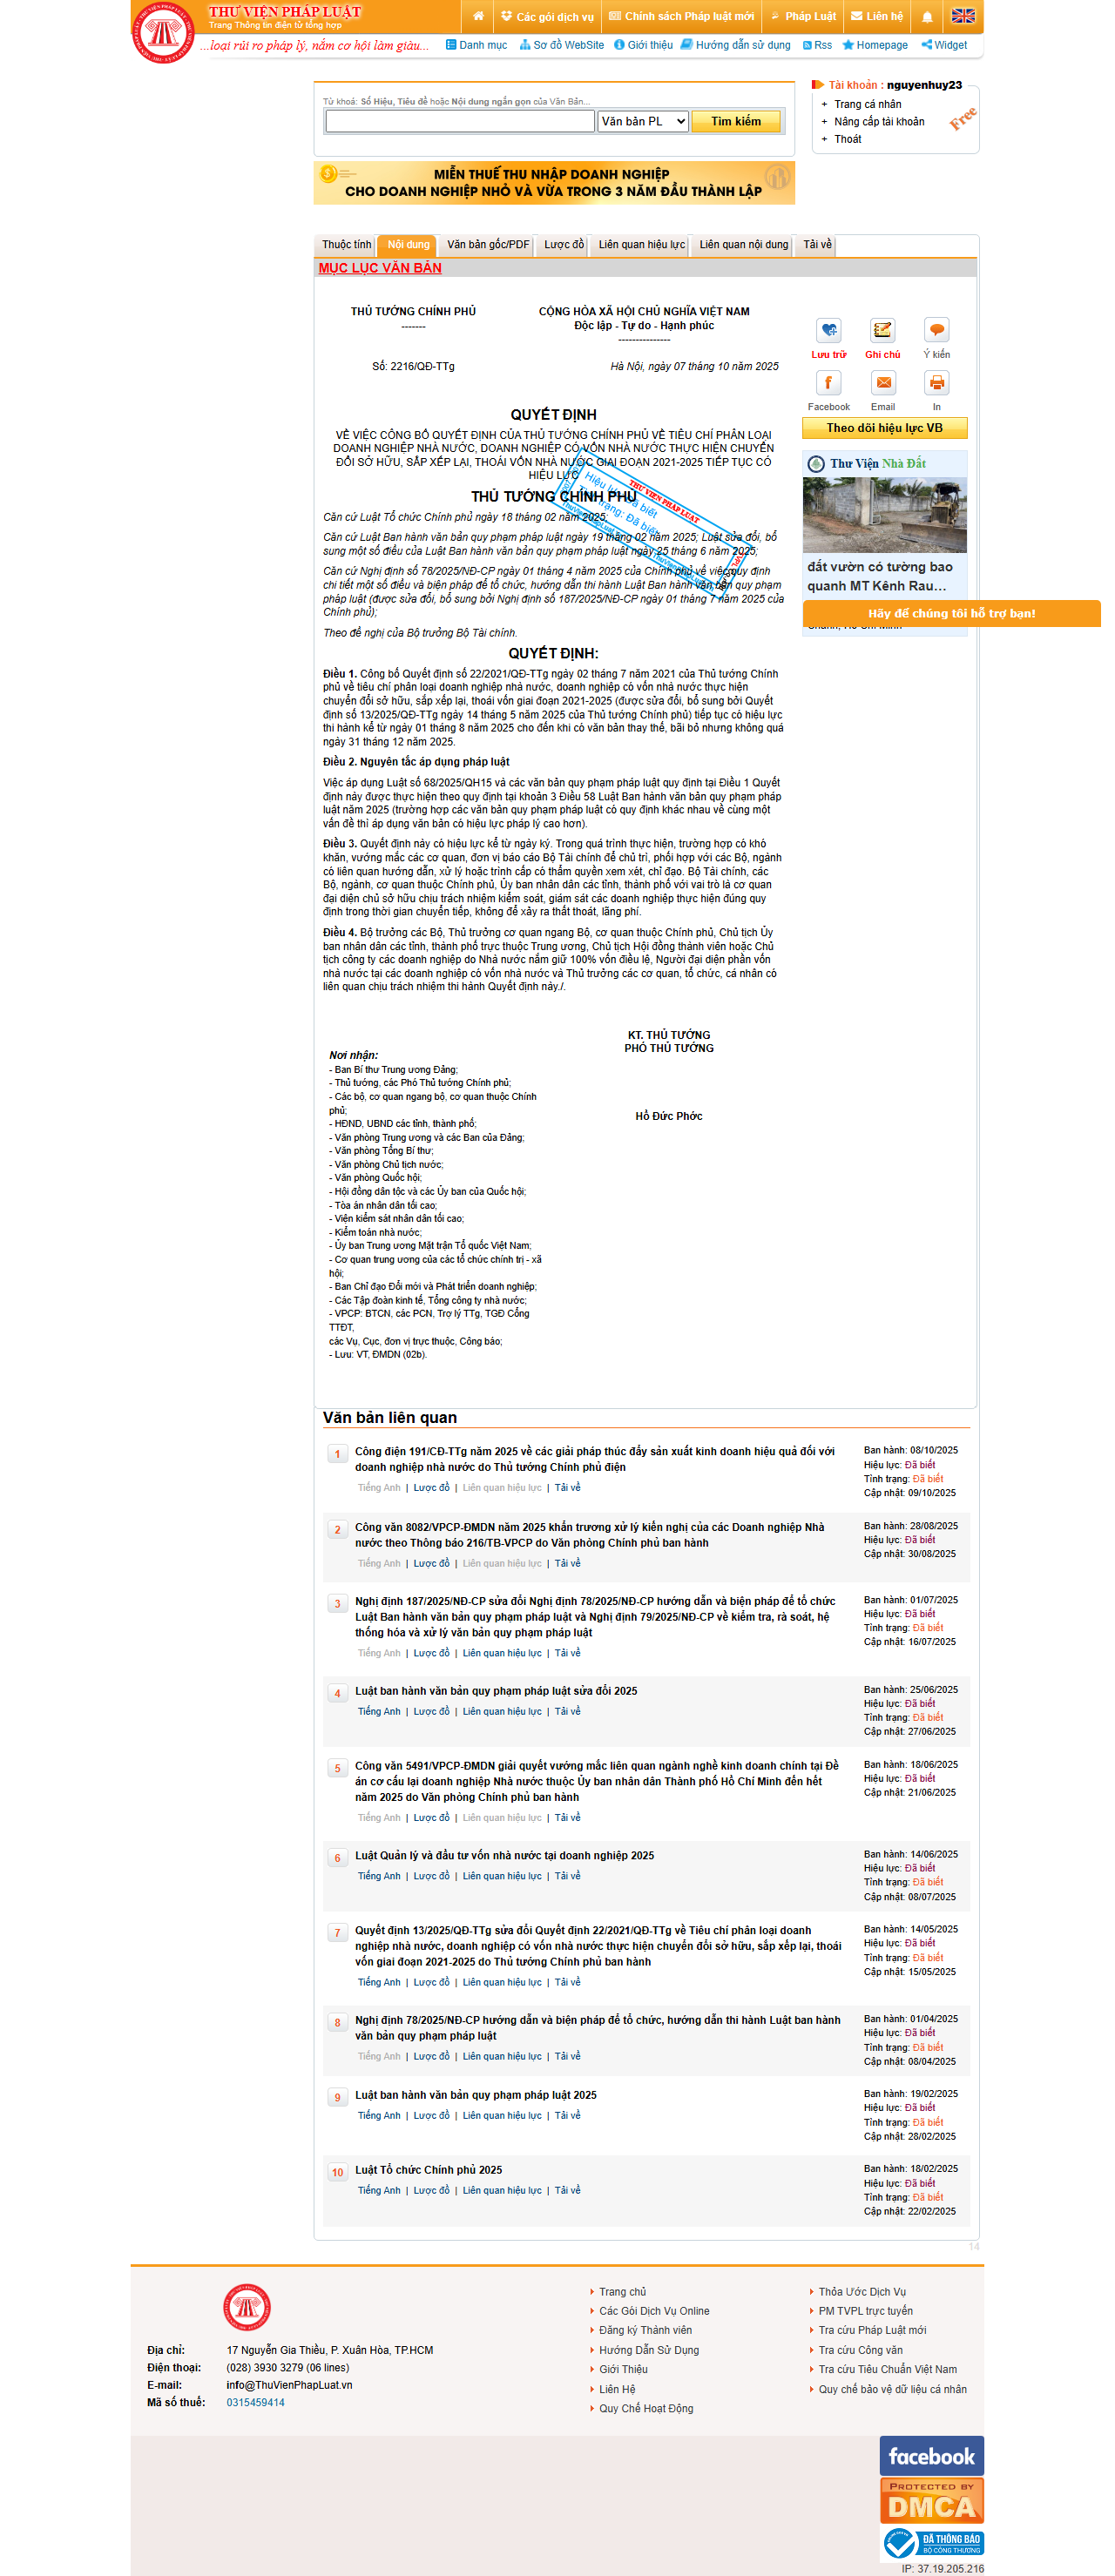 THƯ VIỆN PHÁP LUẬT
Trang Thông tin điện tử tổng hợp
Các gói dịch vụ
Chính sách Pháp luật mới
Pháp Luật
Liên hệ
...loại rủi ro pháp lý, nắm cơ hội làm giàu...
Danh mục
Sơ đồ WebSite
Giới thiệu
Hướng dẫn sử dụng
Rss
Homepage
Widget
Từ khoá: Số Hiệu, Tiêu đề hoặc Nội dung ngắn gọn của Văn Bản...
Văn bản PL
Tìm kiếm
Tài khoản : nguyenhuy23
+ Trang cá nhân
+ Nâng cấp tài khoản
+ Thoát
Free
MIỄN THUẾ THU NHẬP DOANH NGHIỆP
CHO DOANH NGHIỆP NHỎ VÀ VỪA TRONG 3 NĂM ĐẦU THÀNH LẬP
Thuộc tính
Nội dung
Văn bản gốc/PDF
Lược đồ
Liên quan hiệu lực
Liên quan nội dung
Tải về
MỤC LỤC VĂN BẢN
THỦ TƯỚNG CHÍNH PHỦ
-------
CỘNG HÒA XÃ HỘI CHỦ NGHĨA VIỆT NAM
Độc lập - Tự do - Hạnh phúc
---------------
Số: 2216/QĐ-TTg
Hà Nội, ngày 07 tháng 10 năm 2025
Lưu trữ
Ghi chú
Ý kiến
Facebook
Email
In
Theo dõi hiệu lực VB
QUYẾT ĐỊNH
VỀ VIỆC CÔNG BỐ QUYẾT ĐỊNH CỦA THỦ TƯỚNG CHÍNH PHỦ VỀ TIÊU CHÍ PHÂN LOẠI
DOANH NGHIỆP NHÀ NƯỚC, DOANH NGHIỆP CÓ VỐN NHÀ NƯỚC THỰC HIỆN CHUYỂN
ĐỔI SỞ HỮU, SẮP XẾP LẠI, THOÁI VỐN NHÀ NƯỚC GIAI ĐOẠN 2021-2025 TIẾP TỤC CÓ
HIỆU LỰC
THỦ TƯỚNG CHÍNH PHỦ
THƯ VIỆN PHÁP LUẬT
Hiệu lực: Đã biết
Tình trạng: Đã biết
Căn cứ Luật Tổ chức Chính phủ ngày 18 tháng 02 năm 2025;
Căn cứ Luật Ban hành văn bản quy phạm pháp luật ngày 19 tháng 02 năm 2025; Luật sửa đổi, bổ
sung một số điều của Luật Ban hành văn bản quy phạm pháp luật ngày 25 tháng 6 năm 2025;
Căn cứ Nghị định số 78/2025/NĐ-CP ngày 01 tháng 4 năm 2025 của Chính phủ về việc quy định
chi tiết một số điều và biện pháp để tổ chức, hướng dẫn thi hành Luật Ban hành văn bản quy phạm
pháp luật (được sửa đổi, bổ sung bởi Nghị định số 187/2025/NĐ-CP ngày 01 tháng 7 năm 2025 của
Chính phủ);
Theo đề nghị của Bộ trưởng Bộ Tài chính.
QUYẾT ĐỊNH:
Thư Viện Nhà Đất
đất vườn có tường bao
quanh MT Kênh Rau...
Hãy để chúng tôi hỗ trợ bạn!
Điều 1. Công bố Quyết định số 22/2021/QĐ-TTg ngày 02 tháng 7 năm 2021 của Thủ tướng Chính
phủ về tiêu chí phân loại doanh nghiệp nhà nước, doanh nghiệp có vốn nhà nước thực hiện
chuyển đổi sở hữu, sắp xếp lại, thoái vốn giai đoạn 2021-2025 (được sửa đổi, bổ sung bởi Quyết
định số 13/2025/QĐ-TTg ngày 14 tháng 5 năm 2025 của Thủ tướng Chính phủ) tiếp tục có hiệu lực
thi hành kể từ ngày 01 tháng 8 năm 2025 cho đến khi có văn bản thay thế, bãi bỏ nhưng không quá
ngày 31 tháng 12 năm 2025.
Điều 2. Nguyên tắc áp dụng pháp luật
Việc áp dụng Luật số 68/2025/QH15 và các văn bản quy phạm pháp luật quy định tại Điều 1 Quyết
định này được thực hiện theo quy định tại khoản 3 Điều 58 Luật Ban hành văn bản quy phạm pháp
luật năm 2025 (trường hợp các văn bản quy phạm pháp luật có quy định khác nhau về cùng một
vấn đề thì áp dụng văn bản có hiệu lực pháp lý cao hơn).
Điều 3. Quyết định này có hiệu lực kể từ ngày ký. Trong quá trình thực hiện, trường hợp có khó
khăn, vướng mắc các cơ quan, đơn vị báo cáo Bộ Tài chính để chủ trì, phối hợp với các Bộ, ngành
có liên quan hướng dẫn, xử lý hoặc trình cấp có thẩm quyền xem xét, chỉ đạo. Bộ Tài chính, các
Bộ, ngành, cơ quan thuộc Chính phủ, Ủy ban nhân dân các tỉnh, thành phố với vai trò là cơ quan
đại diện chủ sở hữu chịu trách nhiệm kiểm soát, giám sát các doanh nghiệp thực hiện đúng quy
định trong thời gian chuyển tiếp, không để xảy ra thất thoát, lãng phí.
Điều 4. Bộ trưởng các Bộ, Thủ trưởng cơ quan ngang Bộ, cơ quan thuộc Chính phủ, Chủ tịch Ủy
ban nhân dân các tỉnh, thành phố trực thuộc Trung ương, Chủ tịch Hội đồng thành viên hoặc Chủ
tịch công ty các doanh nghiệp do Nhà nước nắm giữ 100% vốn điều lệ, Người đại diện phần vốn
nhà nước tại các doanh nghiệp có vốn nhà nước và Thủ trưởng các cơ quan, tổ chức, cá nhân có
liên quan chịu trách nhiệm thi hành Quyết định này./.
KT. THỦ TƯỚNG
PHÓ THỦ TƯỚNG
Hồ Đức Phớc
Nơi nhận:
- Ban Bí thư Trung ương Đảng;
- Thủ tướng, các Phó Thủ tướng Chính phủ;
- Các bộ, cơ quan ngang bộ, cơ quan thuộc Chính
phủ;
- HĐND, UBND các tỉnh, thành phố;
- Văn phòng Trung ương và các Ban của Đảng;
- Văn phòng Tổng Bí thư;
- Văn phòng Chủ tịch nước;
- Văn phòng Quốc hội;
- Hội đồng dân tộc và các Ủy ban của Quốc hội;
- Tòa án nhân dân tối cao;
- Viện kiểm sát nhân dân tối cao;
- Kiểm toán nhà nước;
- Ủy ban Trung ương Mặt trận Tổ quốc Việt Nam;
- Cơ quan trung ương của các tổ chức chính trị - xã
hội;
- Ban Chỉ đạo Đổi mới và Phát triển doanh nghiệp;
- Các Tập đoàn kinh tế, Tổng công ty nhà nước;
- VPCP: BTCN, các PCN, Trợ lý TTg, TGĐ Cổng
TTĐT,
các Vụ, Cục, đơn vị trực thuộc, Công báo;
- Lưu: VT, ĐMDN (02b).
Văn bản liên quan
1
Công điện 191/CĐ-TTg năm 2025 về các giải pháp thúc đẩy sản xuất kinh doanh hiệu quả đối với
doanh nghiệp nhà nước do Thủ tướng Chính phủ điện
Tiếng Anh | Lược đồ | Liên quan hiệu lực | Tải về
Ban hành: 08/10/2025
Hiệu lực: Đã biết
Tình trạng: Đã biết
Cập nhật: 09/10/2025
2
Công văn 8082/VPCP-ĐMDN năm 2025 khẩn trương xử lý kiến nghị của các Doanh nghiệp Nhà
nước theo Thông báo 216/TB-VPCP do Văn phòng Chính phủ ban hành
Tiếng Anh | Lược đồ | Liên quan hiệu lực | Tải về
Ban hành: 28/08/2025
Hiệu lực: Đã biết
Cập nhật: 30/08/2025
3
Nghị định 187/2025/NĐ-CP sửa đổi Nghị định 78/2025/NĐ-CP hướng dẫn và biện pháp để tổ chức
Luật Ban hành văn bản quy phạm pháp luật và Nghị định 79/2025/NĐ-CP về kiểm tra, rà soát, hệ
thống hóa và xử lý văn bản quy phạm pháp luật
Tiếng Anh | Lược đồ | Liên quan hiệu lực | Tải về
Ban hành: 01/07/2025
Hiệu lực: Đã biết
Tình trạng: Đã biết
Cập nhật: 16/07/2025
4
Luật ban hành văn bản quy phạm pháp luật sửa đổi 2025
Tiếng Anh | Lược đồ | Liên quan hiệu lực | Tải về
Ban hành: 25/06/2025
Hiệu lực: Đã biết
Tình trạng: Đã biết
Cập nhật: 27/06/2025
5
Công văn 5491/VPCP-ĐMDN giải quyết vướng mắc liên quan ngành nghề kinh doanh chính tại Đề
án cơ cấu lại doanh nghiệp Nhà nước thuộc Ủy ban nhân dân Thành phố Hồ Chí Minh đến hết
năm 2025 do Văn phòng Chính phủ ban hành
Tiếng Anh | Lược đồ | Liên quan hiệu lực | Tải về
Ban hành: 18/06/2025
Hiệu lực: Đã biết
Cập nhật: 21/06/2025
6
Luật Quản lý và đầu tư vốn nhà nước tại doanh nghiệp 2025
Tiếng Anh | Lược đồ | Liên quan hiệu lực | Tải về
Ban hành: 14/06/2025
Hiệu lực: Đã biết
Tình trạng: Đã biết
Cập nhật: 08/07/2025
7
Quyết định 13/2025/QĐ-TTg sửa đổi Quyết định 22/2021/QĐ-TTg về Tiêu chí phân loại doanh
nghiệp nhà nước, doanh nghiệp có vốn nhà nước thực hiện chuyển đổi sở hữu, sắp xếp lại, thoái
vốn giai đoạn 2021-2025 do Thủ tướng Chính phủ ban hành
Tiếng Anh | Lược đồ | Liên quan hiệu lực | Tải về
Ban hành: 14/05/2025
Hiệu lực: Đã biết
Tình trạng: Đã biết
Cập nhật: 15/05/2025
8
Nghị định 78/2025/NĐ-CP hướng dẫn và biện pháp để tổ chức, hướng dẫn thi hành Luật ban hành
văn bản quy phạm pháp luật
Tiếng Anh | Lược đồ | Liên quan hiệu lực | Tải về
Ban hành: 01/04/2025
Hiệu lực: Đã biết
Tình trạng: Đã biết
Cập nhật: 08/04/2025
9
Luật ban hành văn bản quy phạm pháp luật 2025
Tiếng Anh | Lược đồ | Liên quan hiệu lực | Tải về
Ban hành: 19/02/2025
Hiệu lực: Đã biết
Tình trạng: Đã biết
Cập nhật: 28/02/2025
10
Luật Tổ chức Chính phủ 2025
Tiếng Anh | Lược đồ | Liên quan hiệu lực | Tải về
Ban hành: 18/02/2025
Hiệu lực: Đã biết
Tình trạng: Đã biết
Cập nhật: 22/02/2025
14
Địa chỉ: 17 Nguyễn Gia Thiều, P. Xuân Hòa, TP.HCM
Điện thoại: (028) 3930 3279 (06 lines)
E-mail: info@ThuVienPhapLuat.vn
Mã số thuế: 0315459414
Trang chủ
Các Gói Dịch Vụ Online
Đăng ký Thành viên
Hướng Dẫn Sử Dụng
Giới Thiệu
Liên Hệ
Quy Chế Hoạt Động
Thỏa Ước Dịch Vụ
PM TVPL trực tuyến
Tra cứu Pháp Luật mới
Tra cứu Công văn
Tra cứu Tiêu Chuẩn Việt Nam
Quy chế bảo vệ dữ liệu cá nhân
facebook
PROTECTED BY
DMCA
ĐÃ THÔNG BÁO
BỘ CÔNG THƯƠNG
IP: 37.19.205.216